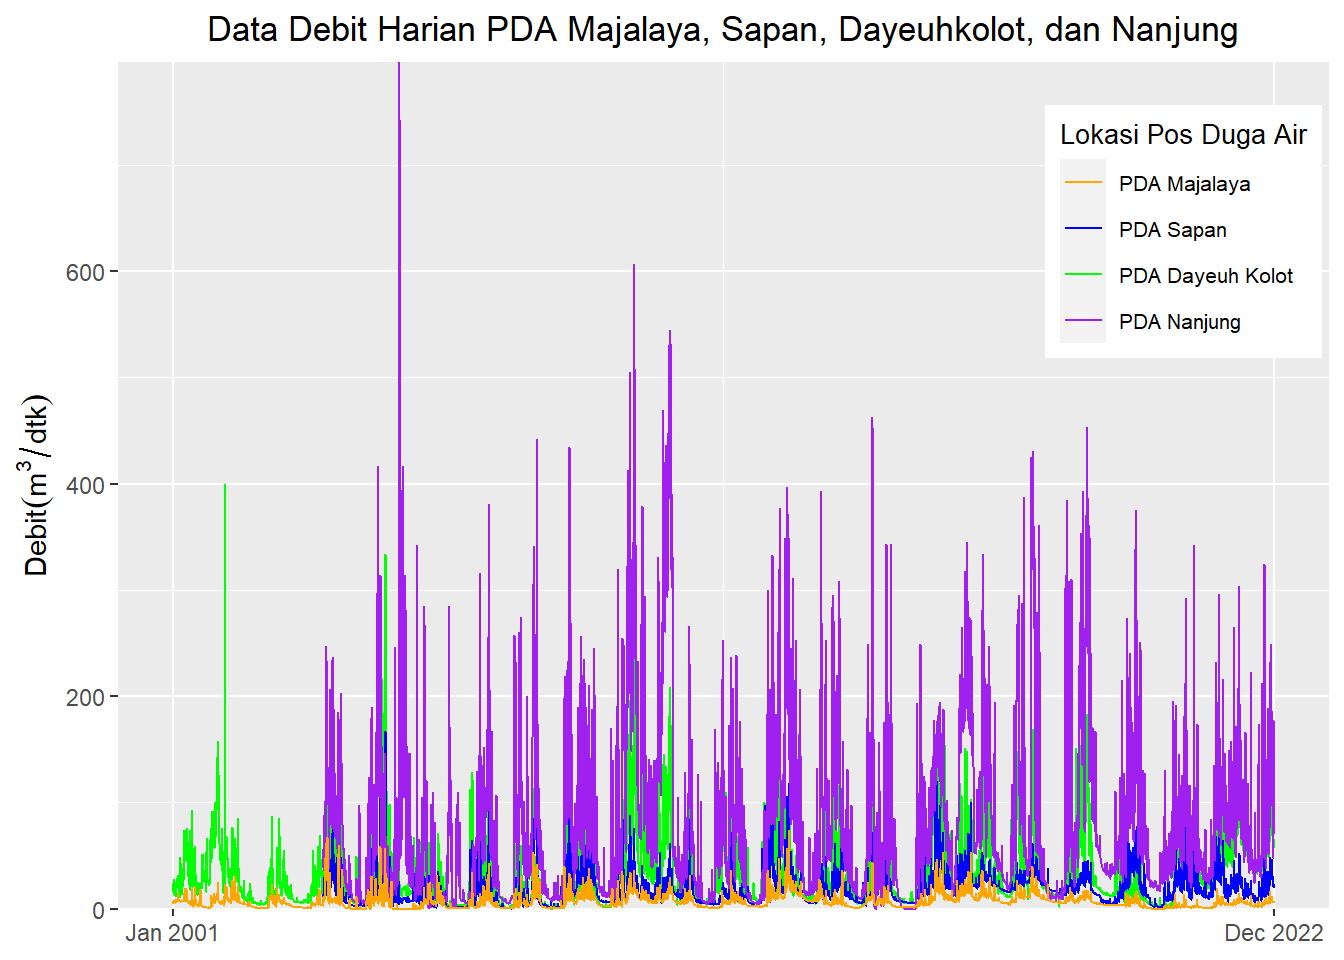 Data Debit Harian PDA Majalaya, Sapan, Dayeuhkolot, dan Nanjung
Lokasi Pos Duga Air
PDA Majalaya
PDA Sapan
PDA Dayeuh Kolot
PDA Nanjung
Debit(m³/dtk)
600
400
200
0
Jan 2001
Dec 2022